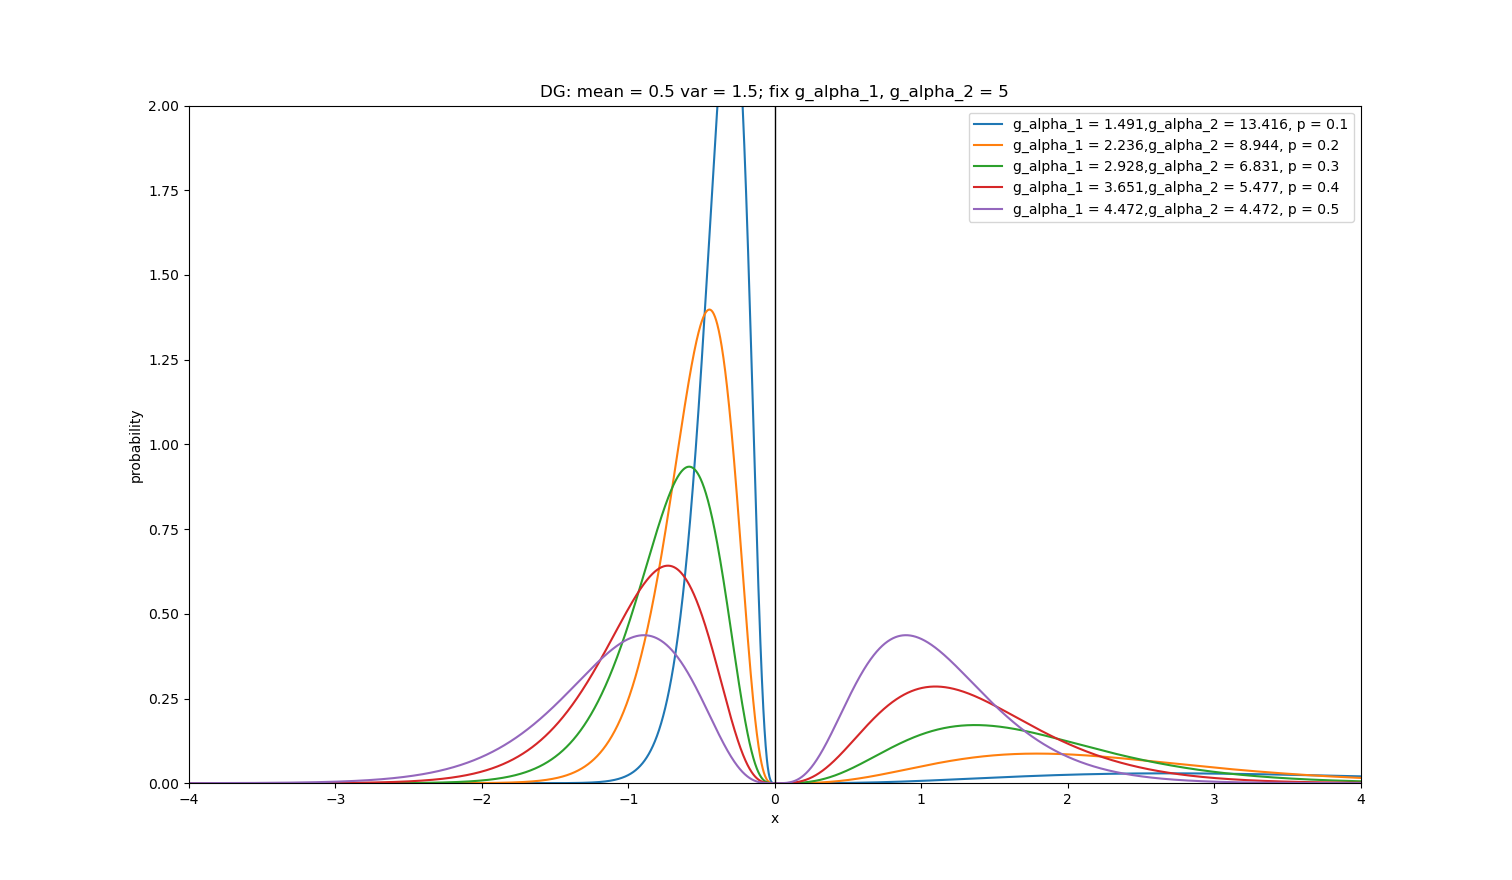 DG: mean = 0.5 var = 1.5; fix g_alpha_1, g_alpha_2 = 5
g_alpha_1 = 1.491,g_alpha_2 = 13.416, p = 0.1
g_alpha_1 = 2.236,g_alpha_2 = 8.944, p = 0.2
g_alpha_1 = 2.928,g_alpha_2 = 6.831, p = 0.3
g_alpha_1 = 3.651,g_alpha_2 = 5.477, p = 0.4
g_alpha_1 = 4.472,g_alpha_2 = 4.472, p = 0.5
probability
2.00
1.75
1.50
1.25
1.00
0.75
0.50
0.25
0.00
−4 −3 −2 −1 0 1 2 3 4
x